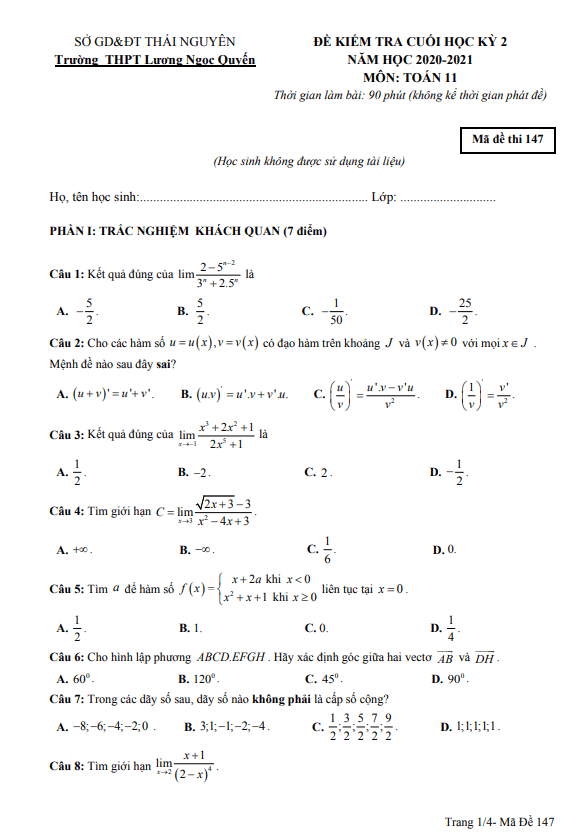 SỞ GD&ĐT THÁI NGUYÊN
Trường THPT Lương Ngọc Quyến
ĐỀ KIỂM TRA CUỐI HỌC KỲ 2
NĂM HỌC 2020-2021
MÔN: TOÁN 11
Thời gian làm bài: 90 phút (không kể thời gian phát đề)
Mã đề thi 147
(Học sinh không được sử dụng tài liệu)
Họ, tên học sinh:..................................................................... Lớp: .............................
PHẦN I: TRẮC NGHIỆM KHÁCH QUAN (7 điểm)
Câu 1: Kết quả đúng của $\lim \frac{2-5^{n-2}}{3^n+2.5^n}$ là
A. $-\frac{5}{2}$. B. $\frac{5}{2}$. C. $-\frac{1}{50}$. D. $-\frac{25}{2}$.
Câu 2: Cho các hàm số $u=u(x), v=v(x)$ có đạo hàm trên khoảng $J$ và $v(x) \neq 0$ với mọi $x \in J$ .
Mệnh đề nào sau đây sai?
A. $(u+v)'=u'+v'$. B. $(u.v)'=u'.v+v'.u$. C. $\left(\frac{u}{v}\right)'=\frac{u'.v-v'u}{v^2}$. D. $\left(\frac{1}{v}\right)'=\frac{v'}{v^2}$.
Câu 3: Kết quả đúng của $\lim_{x \to -1} \frac{x^3+2x^2+1}{2x^5+1}$ là
A. $\frac{1}{2}$. B. $-2$. C. $2$. D. $-\frac{1}{2}$.
Câu 4: Tìm giới hạn $C=\lim_{x \to 3} \frac{\sqrt{2x+3}-3}{x^2-4x+3}$.
A. $+\infty$. B. $-\infty$. C. $\frac{1}{6}$. D. 0.
Câu 5: Tìm $a$ để hàm số $f(x)=\begin{cases} x+2a \text{ khi } x<0 \\ x^2+x+1 \text{ khi } x \geq 0 \end{cases}$ liên tục tại $x=0$.
A. $\frac{1}{2}$. B. 1. C. 0. D. $\frac{1}{4}$.
Câu 6: Cho hình lập phương $ABCD.EFGH$ . Hãy xác định góc giữa hai vectơ $\overrightarrow{AB}$ và $\overrightarrow{DH}$.
A. $60^0$. B. $120^0$. C. $45^0$. D. $90^0$.
Câu 7: Trong các dãy số sau, dãy số nào không phải là cấp số cộng?
A. $-8;-6;-4;-2;0$ . B. $3;1;-1;-2;-4$. C. $\frac{1}{2};\frac{3}{2};\frac{5}{2};\frac{7}{2};\frac{9}{2}$. D. $1;1;1;1;1$.
Câu 8: Tìm giới hạn $\lim_{x \to 2} \frac{x+1}{(2-x)^4}$.
Trang 1/4- Mã Đề 147